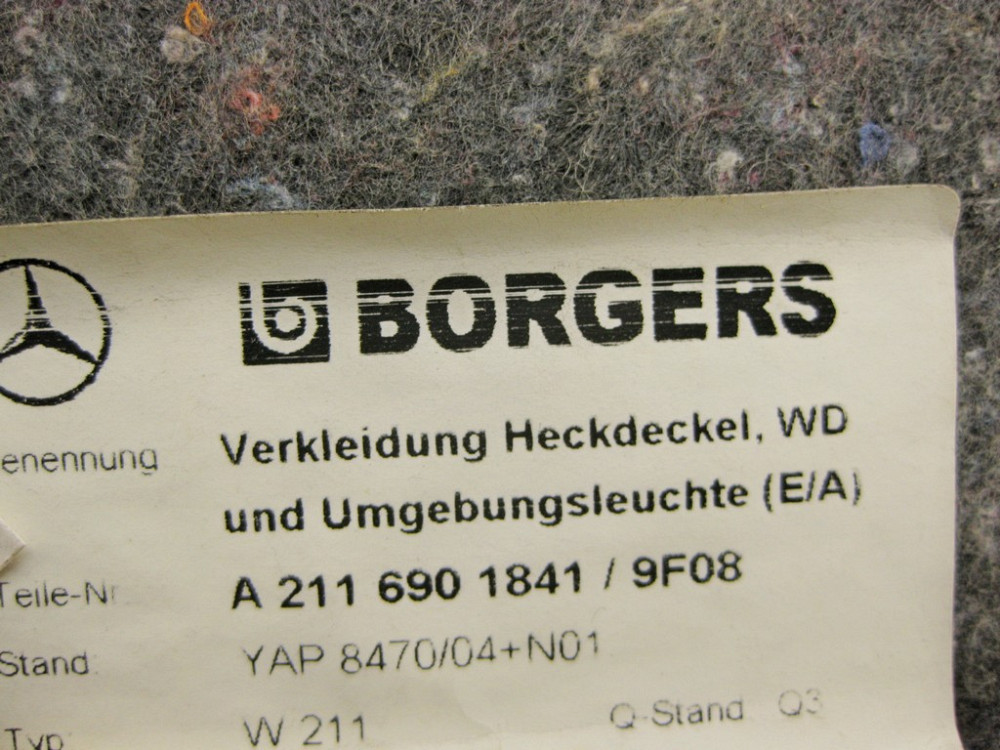 b BORGERS
enennung Verkleidung Heckdeckel, WD
und Umgebungsleuchte (E/A)
Teile-Nr A 211 690 1841 / 9F08
Stand: YAP 8470/04+N01
Typ: W 211 Q-Stand Q3